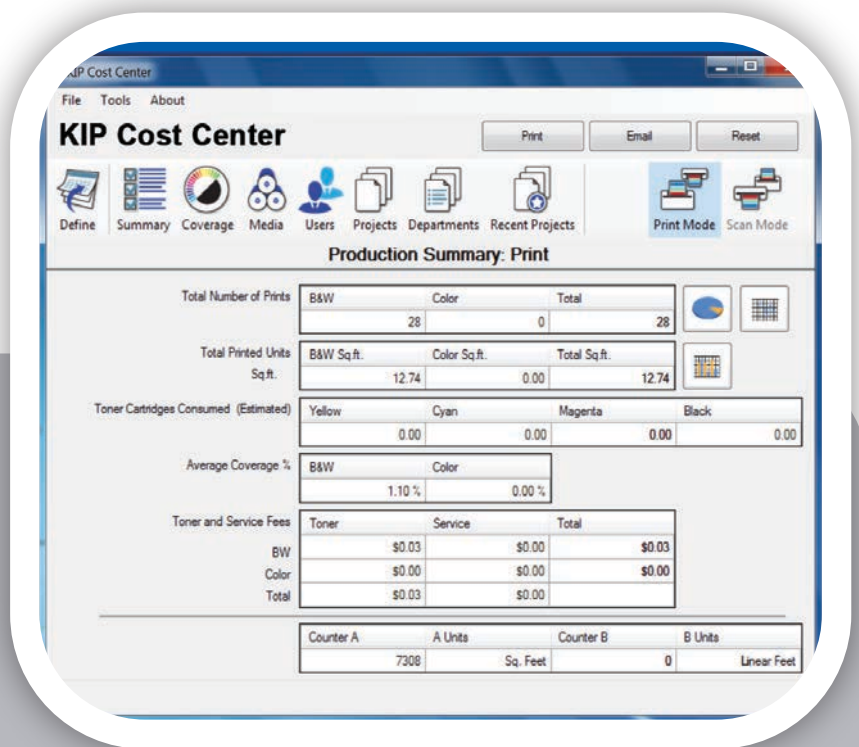 KIP Cost Center
File Tools About
KIP Cost Center Print Email Reset
Define Summary Coverage Media Users Projects Departments Recent Projects Print Mode Scan Mode
Production Summary: Print
Total Number of Prints B&W Color Total
28 0 28
Total Printed Units B&W Sq.ft. Color Sq.ft. Total Sq.ft.
Sq.ft. 12.74 0.00 12.74
Toner Cartridges Consumed (Estimated) Yellow Cyan Magenta Black
0.00 0.00 0.00 0.00
Average Coverage % B&W Color
1.10 % 0.00 %
Toner and Service Fees Toner Service Total
BW $0.03 $0.00 $0.03
Color $0.00 $0.00 $0.00
Total $0.03 $0.00
Counter A A Units Counter B B Units
7308 Sq. Feet 0 Linear Feet